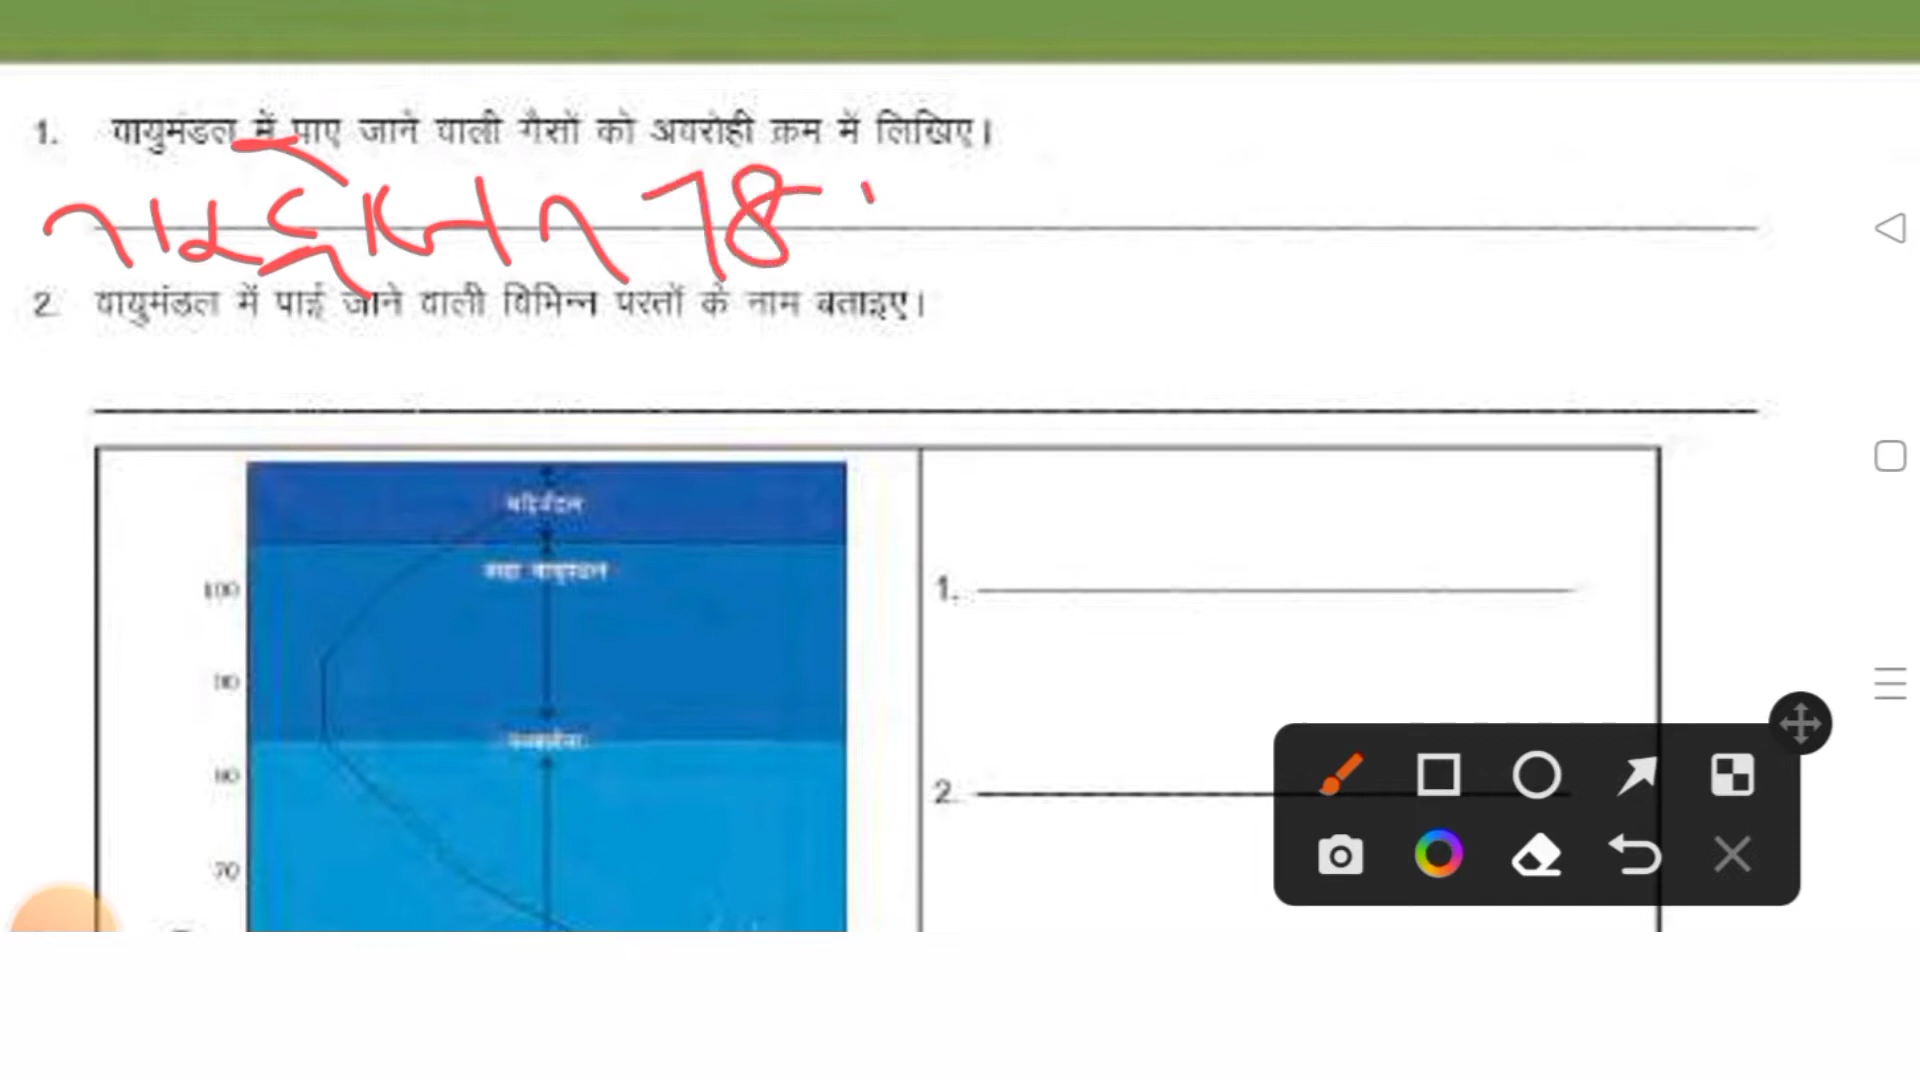 1. वायुमंडल में पाए जाने वाली गैसों को अवरोही क्रम में लिखिए।
नाइट्रोजन 78
2. वायुमंडल में पाई जाने वाली विभिन्न परतों के नाम बताइए।
बाह्य वायुमंडल
100
90
80
70
1.
2.